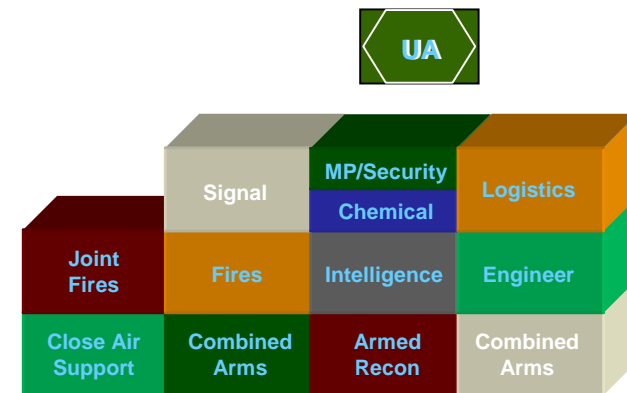 UA
Signal
MP/Security
Chemical
Logistics
Joint
Fires
Fires
Intelligence
Engineer
Close Air
Support
Combined
Arms
Armed
Recon
Combined
Arms